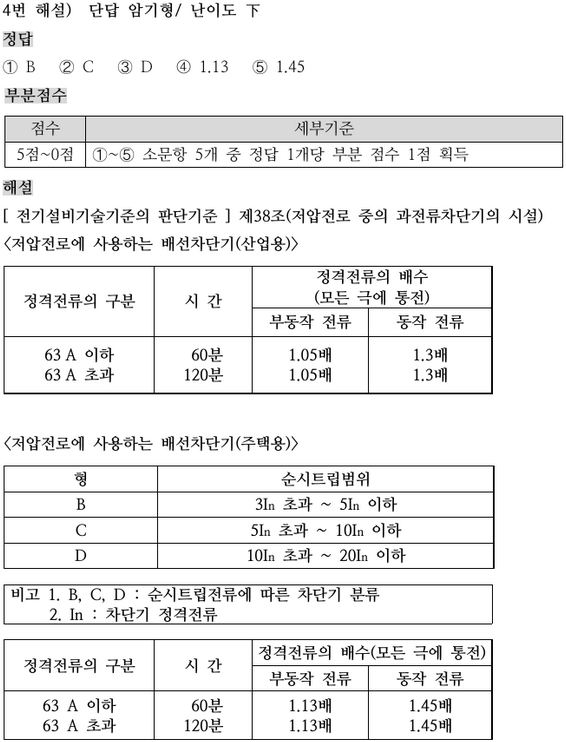 4번 해설) 단답 암기형/ 난이도 下
정답
① B ② C ③ D ④ 1.13 ⑤ 1.45
부분점수
점수 세부기준
5점~0점 ①~⑤ 소문항 5개 중 정답 1개당 부분 점수 1점 획득
해설
[ 전기설비기술기준의 판단기준 ] 제38조(저압전로 중의 과전류차단기의 시설)
<저압전로에 사용하는 배선차단기(산업용)>
정격전류의 구분 시 간 정격전류의 배수
(모든 극에 통전)
부동작 전류 동작 전류
63 A 이하 60분 1.05배 1.3배
63 A 초과 120분 1.05배 1.3배
<저압전로에 사용하는 배선차단기(주택용)>
형 순시트립범위
B 3In 초과 ~ 5In 이하
C 5In 초과 ~ 10In 이하
D 10In 초과 ~ 20In 이하
비고 1. B, C, D : 순시트립전류에 따른 차단기 분류
2. In : 차단기 정격전류
정격전류의 구분 시 간 정격전류의 배수(모든 극에 통전)
부동작 전류 동작 전류
63 A 이하 60분 1.13배 1.45배
63 A 초과 120분 1.13배 1.45배